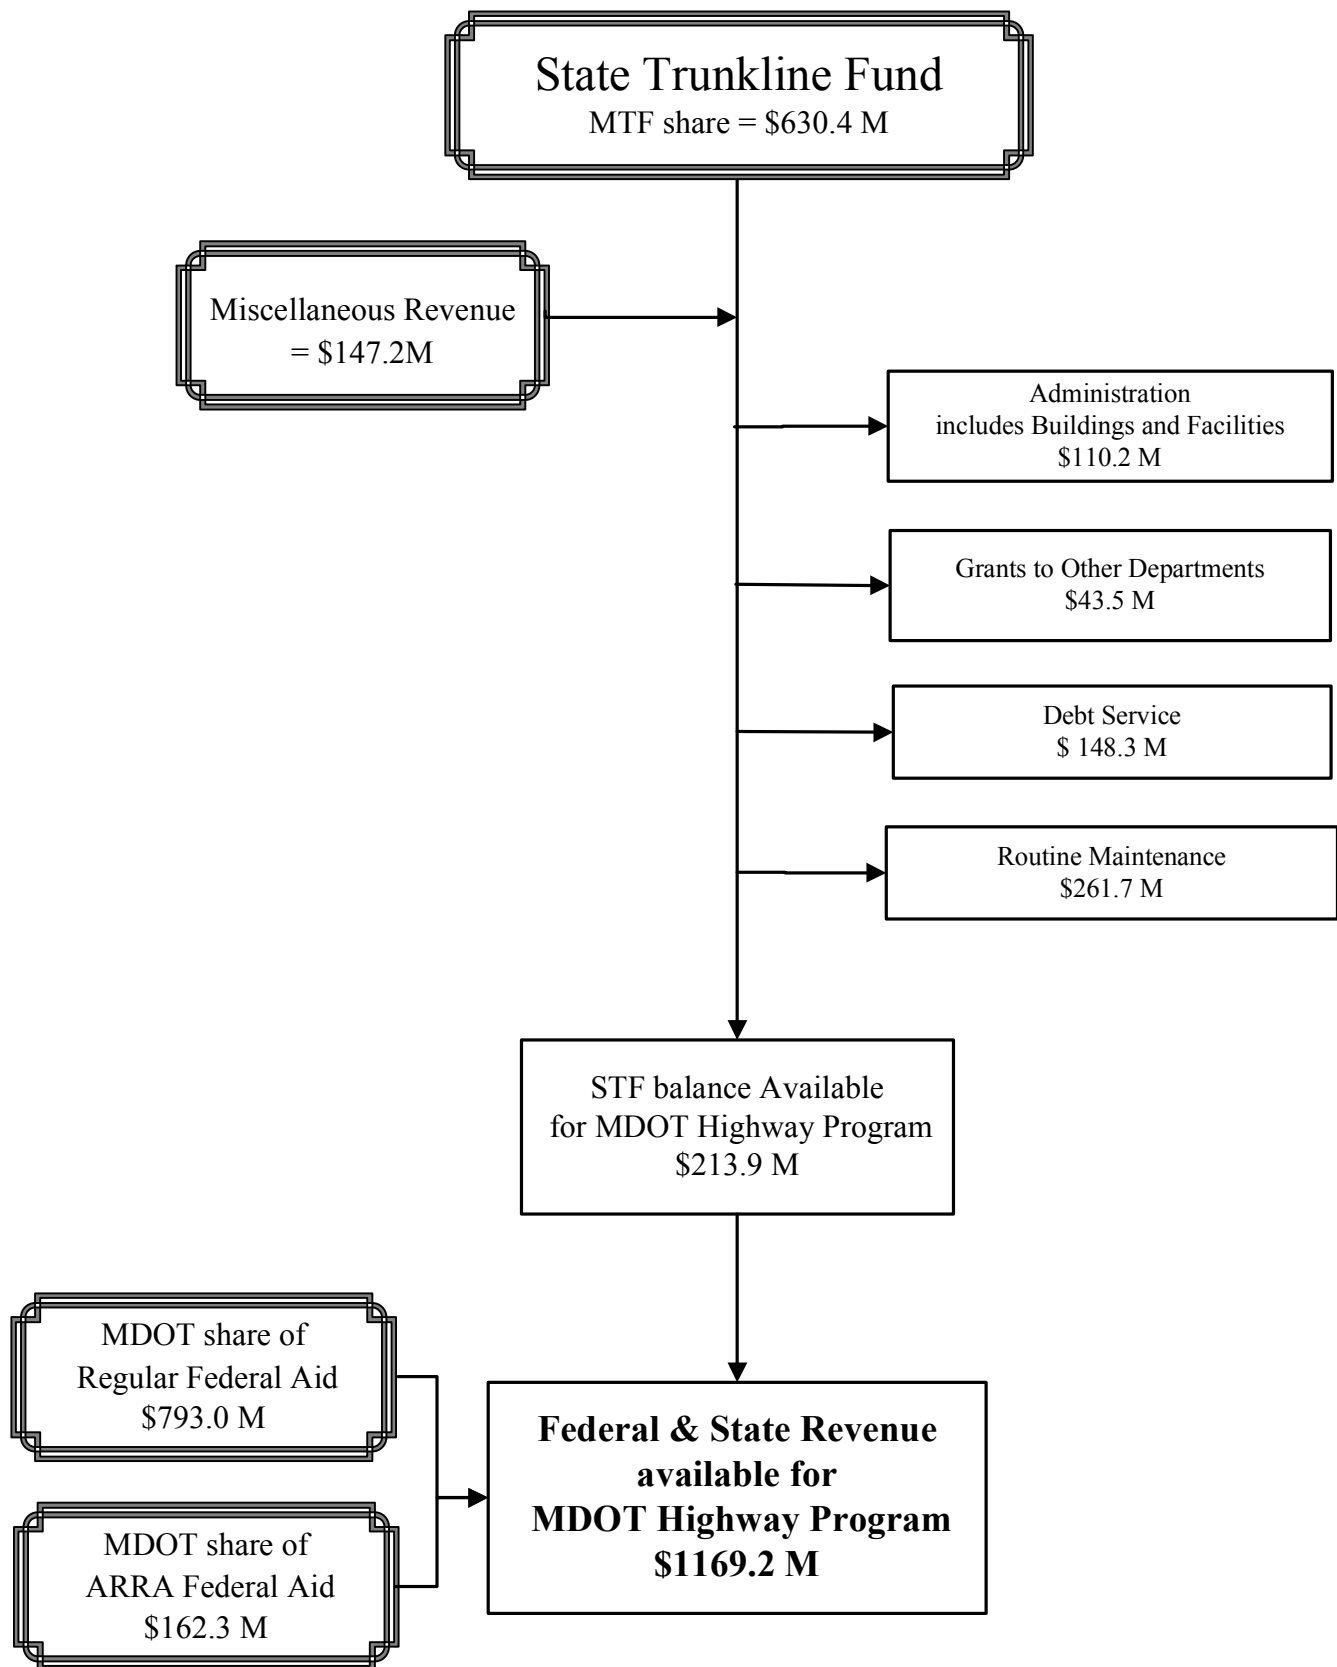 State Trunkline Fund
MTF share = $630.4 M
Miscellaneous Revenue
= $147.2M
Administration
includes Buildings and Facilities
$110.2 M
Grants to Other Departments
$43.5 M
Debt Service
$ 148.3 M
Routine Maintenance
$261.7 M
STF balance Available
for MDOT Highway Program
$213.9 M
MDOT share of
Regular Federal Aid
$793.0 M
Federal & State Revenue
available for
MDOT Highway Program
$1169.2 M
MDOT share of
ARRA Federal Aid
$162.3 M